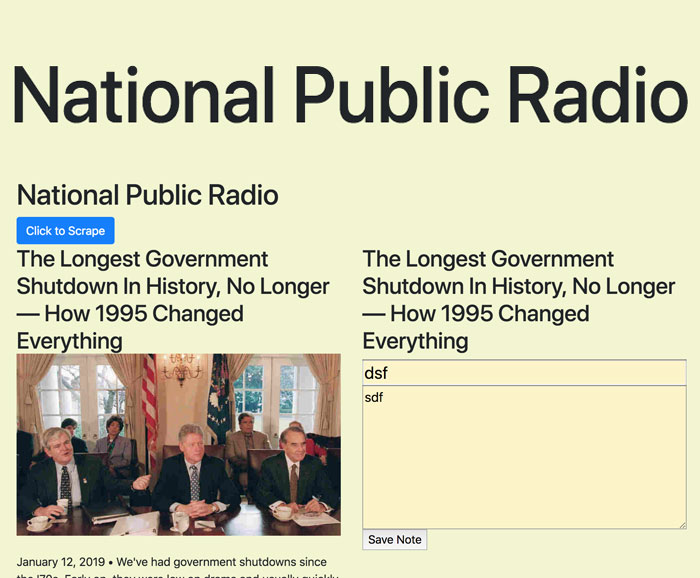 National Public Radio
National Public Radio
Click to Scrape
The Longest Government
Shutdown In History, No Longer
— How 1995 Changed
Everything
January 12, 2019 • We've had government shutdowns since
the '70s. Early on, they were low on drama and usually quickly
The Longest Government
Shutdown In History, No Longer
— How 1995 Changed
Everything
dsf
sdf
Save Note